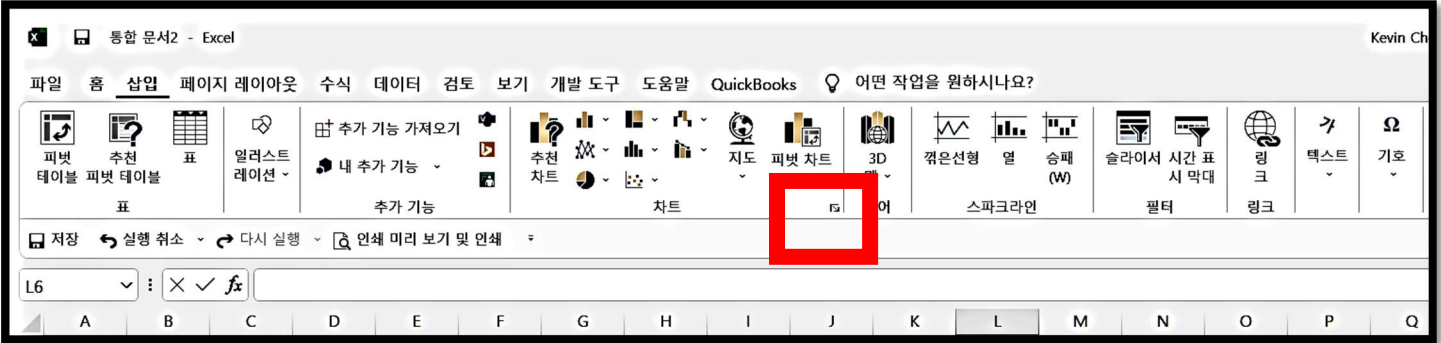 통합 문서2 - Excel
Kevin Ch
파일 홈 삽입 페이지 레이아웃 수식 데이터 검토 보기 개발 도구 도움말 QuickBooks 어떤 작업을 원하시나요?
피벗
테이블
추천
피벗 테이블
표
일러스트
레이션
추가 기능 가져오기
내 추가 기능
추천
차트
지도
피벗 차트
3D
꺾은선형
열
승패
(W)
슬라이서
시간 표
시 막대
링
크
텍스트
기호
표
추가 기능
차트
어
스파크라인
필터
링크
저장 실행 취소 다시 실행 인쇄 미리 보기 및 인쇄
L6
fx
A B C D E F G H I J K L M N O P Q